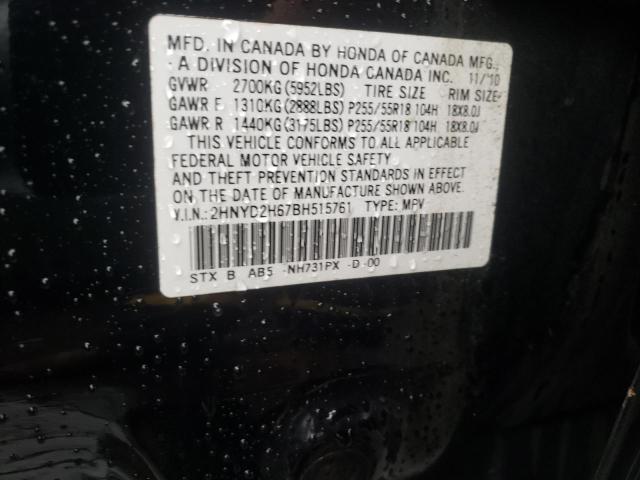 MFD. IN CANADA BY HONDA OF CANADA MFG.,
A DIVISION OF HONDA CANADA INC. 11/10
GVWR 2700KG(5952LBS) TIRE SIZE RIM SIZE
GAWR F 1310KG(2888LBS) P255/55R18 104H 18X8.0J
GAWR R 1440KG(3175LBS) P255/55R18 104H 18X8.0J
THIS VEHICLE CONFORMS TO ALL APPLICABLE
FEDERAL MOTOR VEHICLE SAFETY
AND THEFT PREVENTION STANDARDS IN EFFECT
ON THE DATE OF MANUFACTURE SHOWN ABOVE.
V.I.N.: 2HNYD2H67BH515761 TYPE: MPV
STX B AB5 -NH731PX -D -00